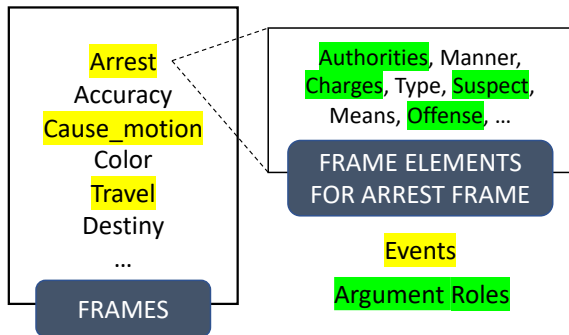 Arrest
Accuracy
Cause_motion
Color
Travel
Destiny
...
FRAMES
Authorities, Manner,
Charges, Type, Suspect,
Means, Offense, ...
FRAME ELEMENTS
FOR ARREST FRAME
Events
Argument Roles